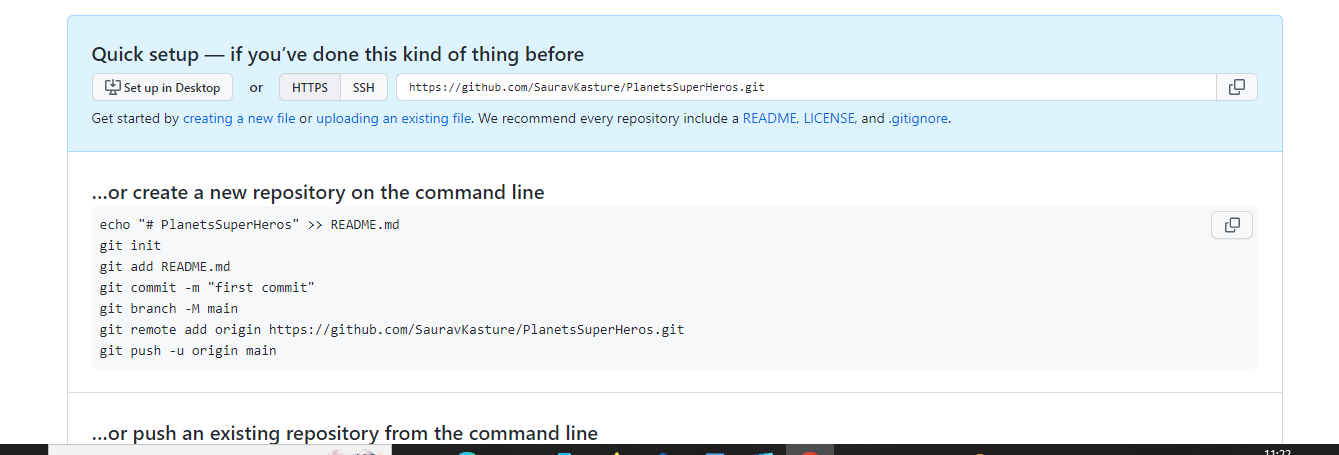 Quick setup — if you’ve done this kind of thing before
Set up in Desktop or HTTPS SSH https://github.com/SauravKasture/PlanetsSuperHeros.git
Get started by creating a new file or uploading an existing file. We recommend every repository include a README, LICENSE, and .gitignore.
…or create a new repository on the command line
echo "# PlanetsSuperHeros" >> README.md
git init
git add README.md
git commit -m "first commit"
git branch -M main
git remote add origin https://github.com/SauravKasture/PlanetsSuperHeros.git
git push -u origin main
…or push an existing repository from the command line
11:22